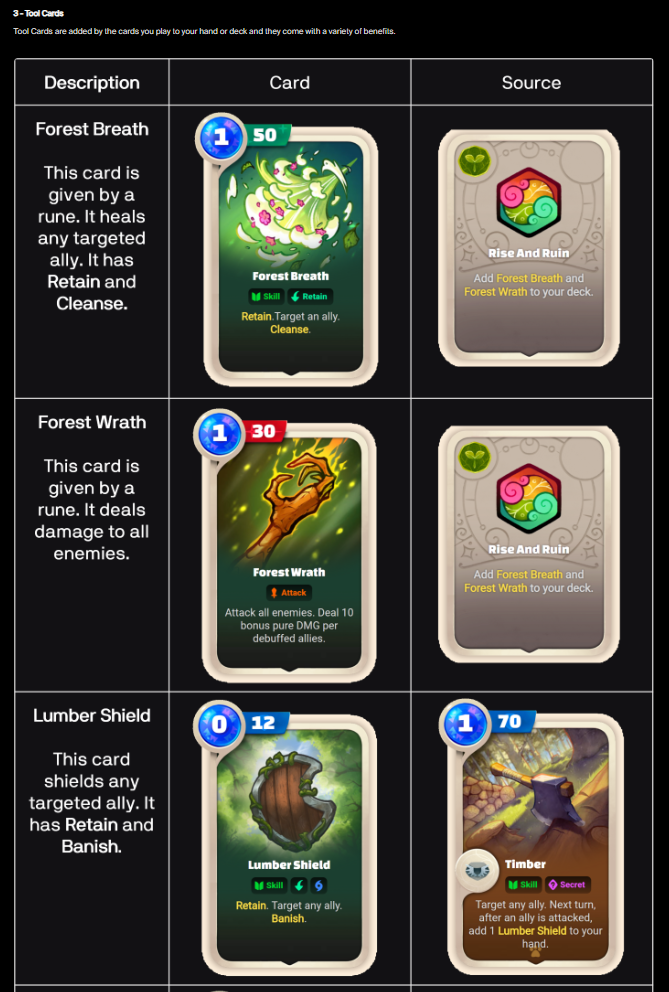 3 - Tool Cards
Tool Cards are added by the cards you play to your hand or deck and they come with a variety of benefits.
Description
Card
Source
Forest Breath
This card is
given by a
rune. It heals
any targeted
ally. It has
Retain and
Cleanse.
1
50
Forest Breath
Skill
Retain
Retain.Target an ally.
Cleanse.
Rise And Ruin
Add Forest Breath and
Forest Wrath to your deck.
Forest Wrath
This card is
given by a
rune. It deals
damage to all
enemies.
1
30
Forest Wrath
Attack
Attack all enemies. Deal 10
bonus pure DMG per
debuffed allies.
Rise And Ruin
Add Forest Breath and
Forest Wrath to your deck.
Lumber Shield
This card
shields any
targeted ally. It
has Retain and
Banish.
0
12
Lumber Shield
Skill
Retain. Target any ally.
Banish.
1
70
Timber
Skill
Secret
Target any ally. Next turn,
after an ally is attacked,
add 1 Lumber Shield to your
hand.